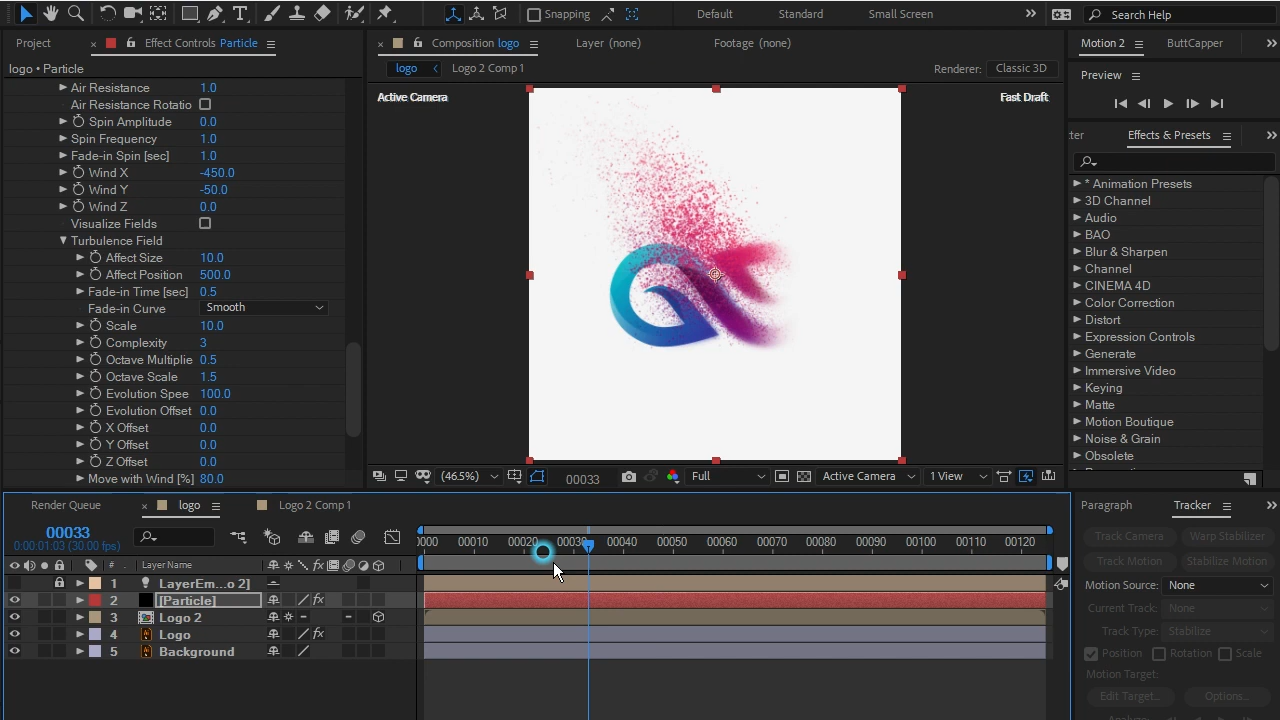 Snapping
Default
Standard
Small Screen
Search Help
Project
Effect Controls Particle
Composition logo
Layer (none)
Footage (none)
Motion 2
ButtCapper
logo • Particle
logo
Logo 2 Comp 1
Renderer:
Classic 3D
Preview
Air Resistance 1.0
Air Resistance Rotatio
Spin Amplitude 0.0
Spin Frequency 1.0
Fade-in Spin [sec] 1.0
Wind X -450.0
Wind Y -50.0
Wind Z 0.0
Visualize Fields
Turbulence Field
Affect Size 10.0
Affect Position 500.0
Fade-in Time [sec] 0.5
Fade-in Curve Smooth
Scale 10.0
Complexity 3
Octave Multiplie 0.5
Octave Scale 1.5
Evolution Spee 100.0
Evolution Offset 0.0
X Offset 0.0
Y Offset 0.0
Z Offset 0.0
Move with Wind [%] 80.0
Active Camera
Fast Draft
(46.5%)
00033
Full
Active Camera
1 View
tter
Effects & Presets
* Animation Presets
3D Channel
Audio
BAO
Blur & Sharpen
Channel
CINEMA 4D
Color Correction
Distort
Expression Controls
Generate
Immersive Video
Keying
Matte
Motion Boutique
Noise & Grain
Obsolete
Render Queue
logo
Logo 2 Comp 1
00033
0:00:01:03 (30.00 fps)
0000 00010 00020 00030 00040 00050 00060 00070 00080 00090 00100 00110 00120
# . Layer Name
1 LayerEm...o 2]
2 [Particle]
3 Logo 2
4 Logo
5 Background
Paragraph
Tracker
Track Camera
Warp Stabilizer
Track Motion
Stabilize Motion
Motion Source: None
Current Track: None
Track Type: Stabilize
Position
Rotation
Scale
Motion Target:
Edit Target...
Options...